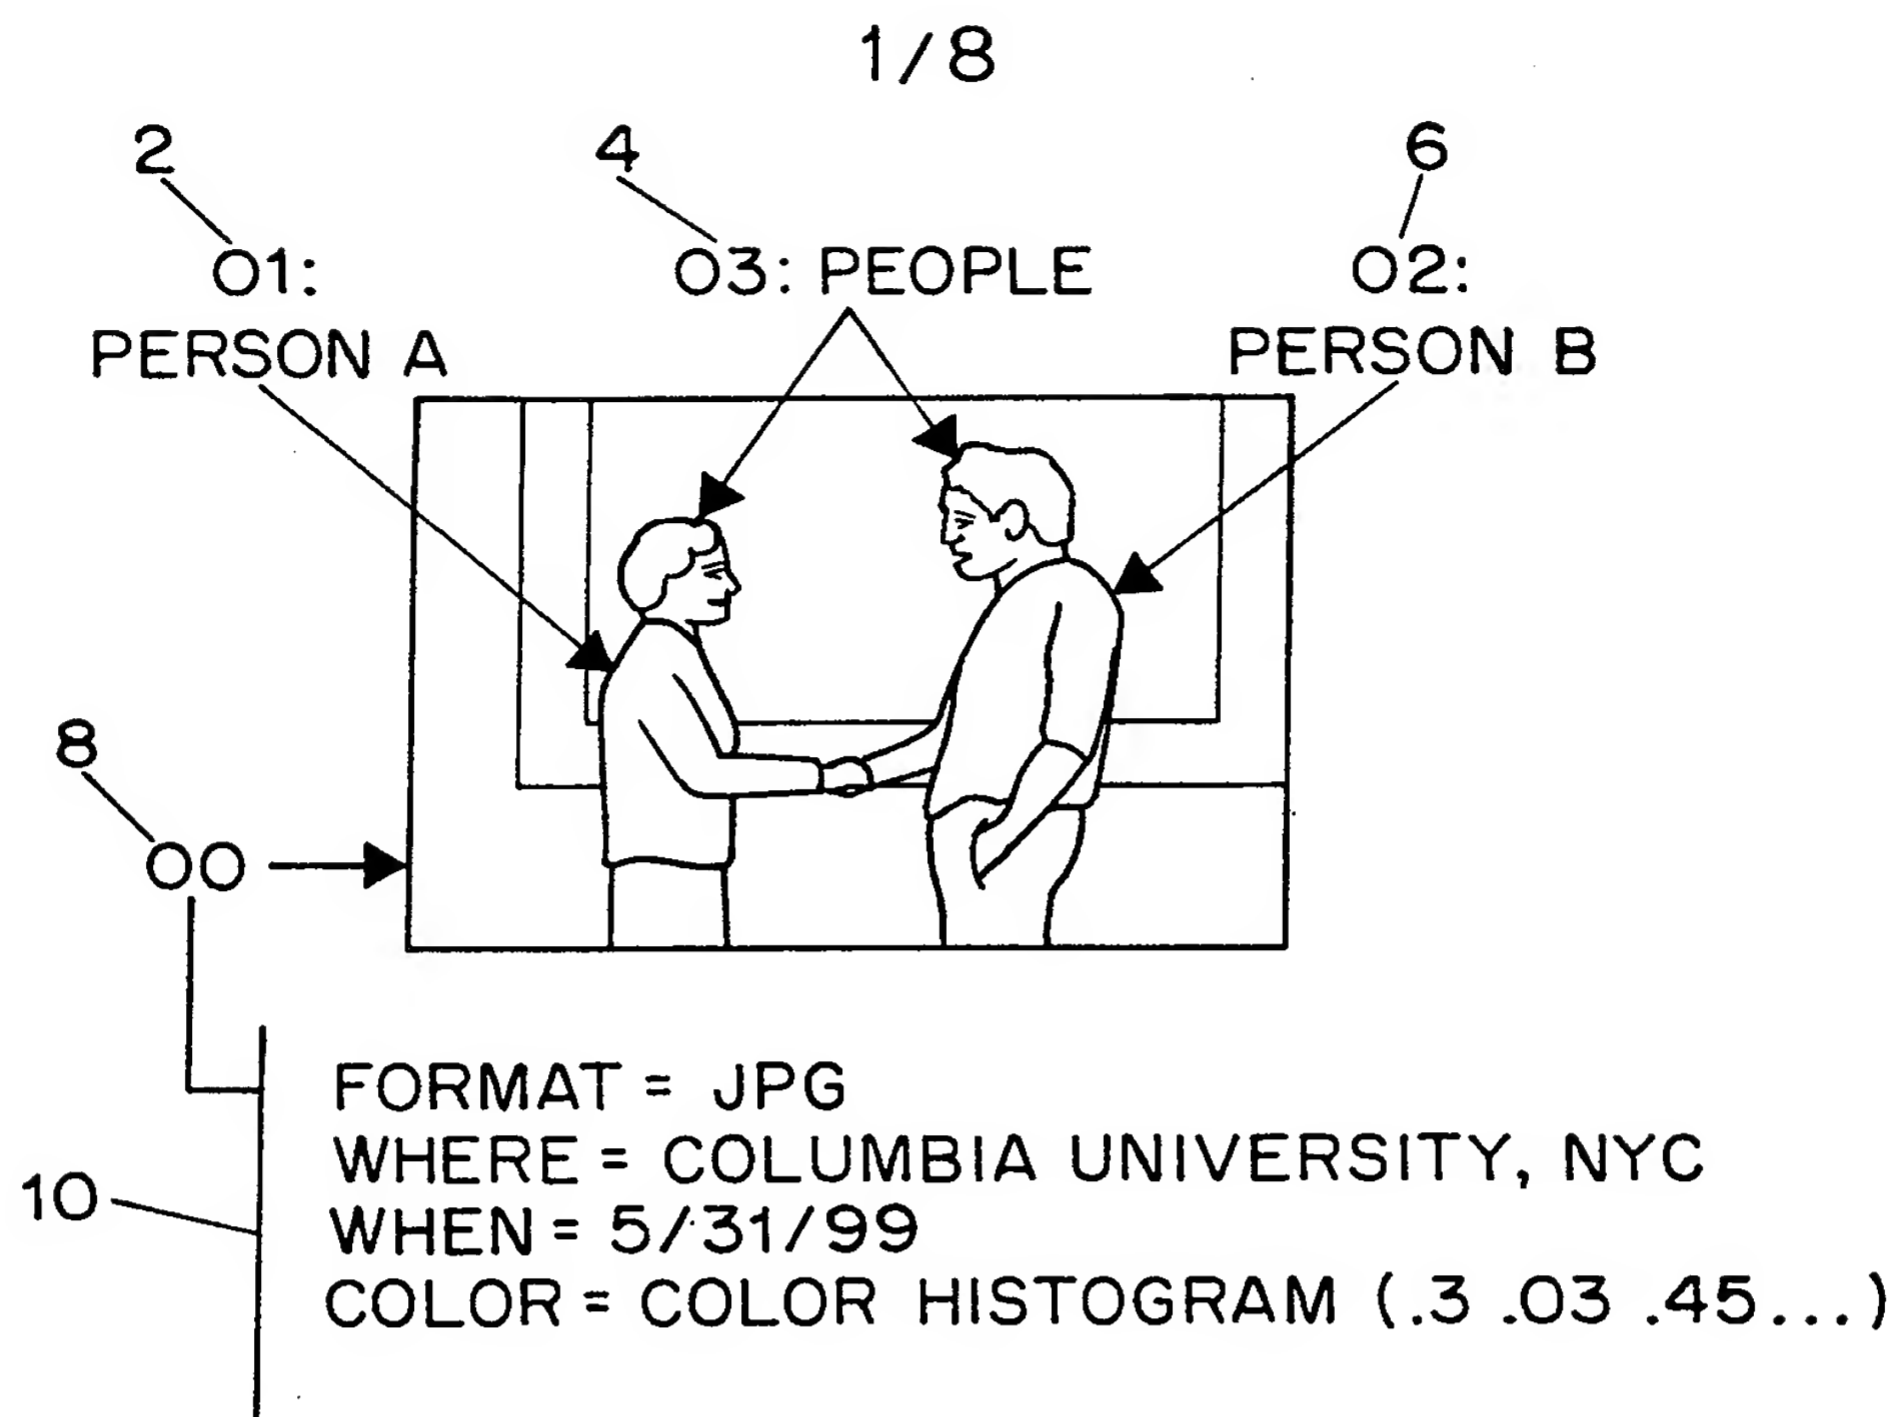 1/8
2
4
6
O1:
PERSON A
O3: PEOPLE
O2:
PERSON B
8
OO
10
FORMAT = JPG
WHERE = COLUMBIA UNIVERSITY, NYC
WHEN = 5/31/99
COLOR = COLOR HISTOGRAM (.3 .03 .45...)